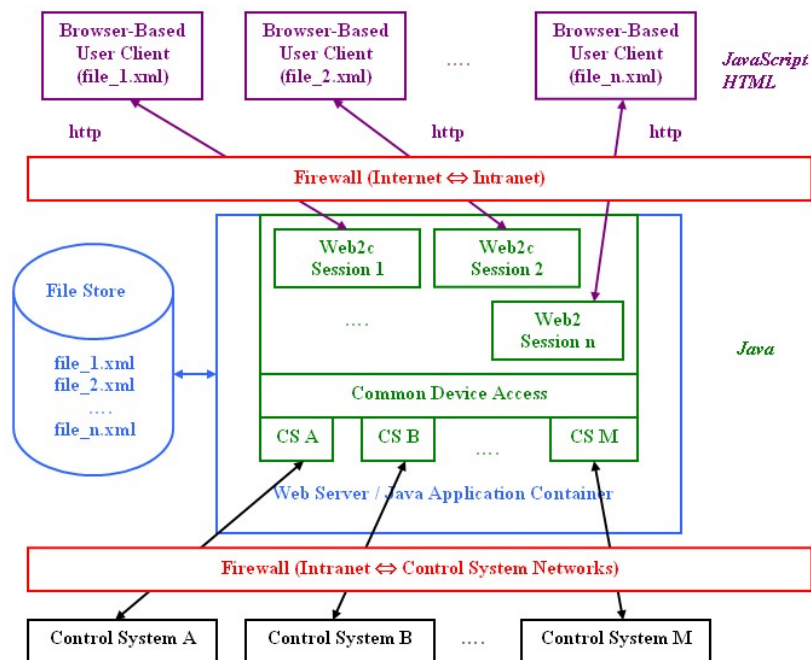 Browser-Based
User Client
(file_1.xml)
Browser-Based
User Client
(file_2.xml)
....
Browser-Based
User Client
(file_n.xml)
JavaScript
HTML
http
http
http
Firewall (Internet ⇔ Intranet)
Web2c
Session 1
Web2c
Session 2
....
Web2
Session n
File Store
file_1.xml
file_2.xml
....
file_n.xml
Java
Common Device Access
CS A
CS B
....
CS M
Web Server / Java Application Container
Firewall (Intranet ⇔ Control System Networks)
Control System A
Control System B
....
Control System M